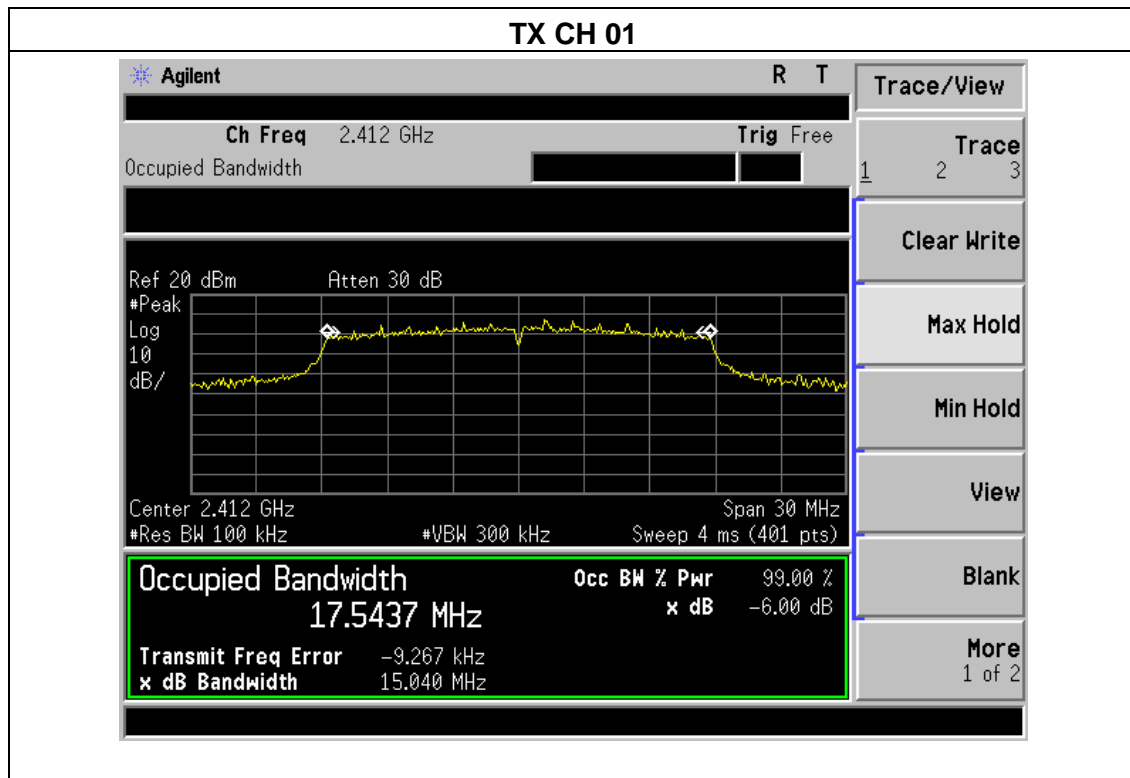 TX CH 01
Agilent R T
Trace/View
Ch Freq 2.412 GHz Trig Free
Occupied Bandwidth
Trace
1 2 3
Clear Write
Ref 20 dBm Atten 30 dB
#Peak
Log
10
dB/
Max Hold
Min Hold
View
Center 2.412 GHz Span 30 MHz
#Res BW 100 kHz #VBW 300 kHz Sweep 4 ms (401 pts)
Occupied Bandwidth Occ BW % Pwr 99.00 %
17.5437 MHz x dB -6.00 dB
Blank
Transmit Freq Error -9.267 kHz
x dB Bandwidth 15.040 MHz
More
1 of 2